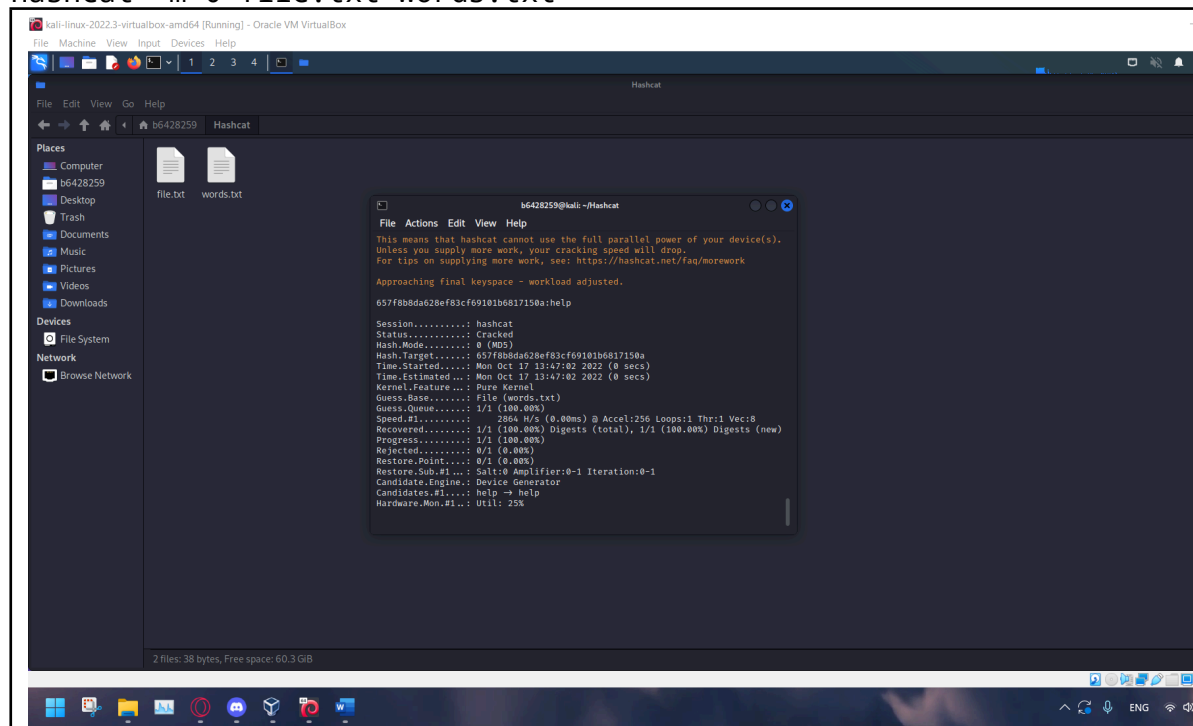 hashcat -m 0 file.txt words.txt
kali-linux-2022.3-virtualbox-amd64 [Running] - Oracle VM VirtualBox
File Machine View Input Devices Help
1 2 3 4
Hashcat
File Edit View Go Help
b6428259 Hashcat
Places
Computer
b6428259
Desktop
Trash
Documents
Music
Pictures
Videos
Downloads
Devices
File System
Network
Browse Network
file.txt words.txt
b6428259@kali: ~/Hashcat
File Actions Edit View Help
This means that hashcat cannot use the full parallel power of your device(s).
Unless you supply more work, your cracking speed will drop.
For tips on supplying more work, see: https://hashcat.net/faq/morework
Approaching final keyspace - workload adjusted.
657f8b8da628ef83cf69101b6817150a:help
Session..........: hashcat
Status...........: Cracked
Hash.Mode........: 0 (MD5)
Hash.Target......: 657f8b8da628ef83cf69101b6817150a
Time.Started.....: Mon Oct 17 13:47:02 2022 (0 secs)
Time.Estimated...: Mon Oct 17 13:47:02 2022 (0 secs)
Kernel.Feature...: Pure Kernel
Guess.Base.......: File (words.txt)
Guess.Queue......: 1/1 (100.00%)
Speed.#1.........: 2864 H/s (0.00ms) @ Accel:256 Loops:1 Thr:1 Vec:8
Recovered........: 1/1 (100.00%) Digests (total), 1/1 (100.00%) Digests (new)
Progress.........: 1/1 (100.00%)
Rejected.........: 0/1 (0.00%)
Restore.Point....: 0/1 (0.00%)
Restore.Sub.#1...: Salt:0 Amplifier:0-1 Iteration:0-1
Candidate.Engine.: Device Generator
Candidates.#1....: help → help
Hardware.Mon.#1..: Util: 25%
2 files: 38 bytes, Free space: 60.3 GiB
ENG